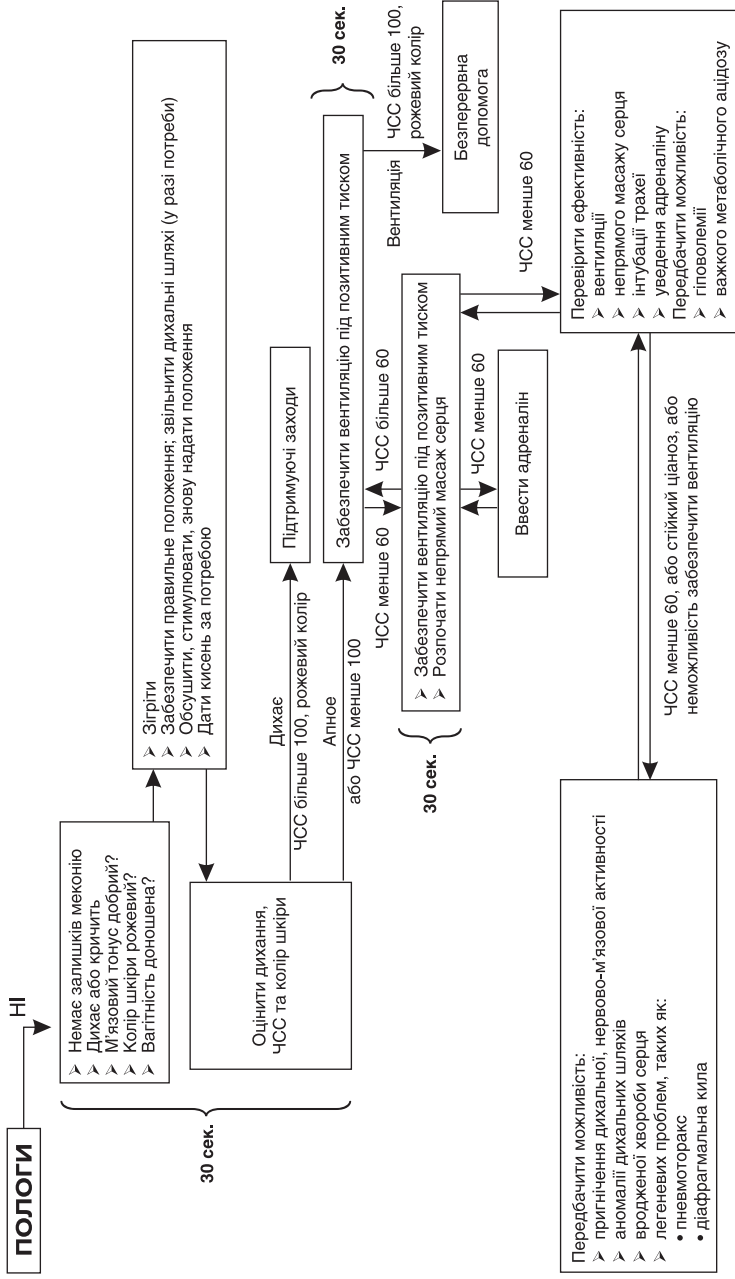 ПОЛОГИ
НІ
30 сек.
➢ Немає залишків меконію
➢ Дихає або кричить
➢ М'язовий тонус добрий?
➢ Колір шкіри рожевий?
➢ Вагітність доношена?
➢ Зігріти
➢ Забезпечити правильне положення; звільнити дихальні шляхі (у разі потреби)
➢ Обсушити, стимулювати, знову надати положення
➢ Дати кисень за потребою
Оцінити дихання,
ЧСС та колір шкіри
Дихає
ЧСС більше 100, рожевий колір
Підтримуючі заходи
Апное
або ЧСС менше 100
Забезпечити вентиляцію під позитивним тиском
30 сек.
Вентиляція
ЧСС більше 100,
рожевий колір
Безперервна
допомога
ЧСС менше 60
ЧСС більше 60
30 сек.
➢ Забезпечити вентиляцію під позитивним тиском
➢ Розпочати непрямий масаж серця
ЧСС менше 60
Ввести адреналін
ЧСС менше 60
Перевірити ефективність:
➢ вентиляції
➢ непрямого масажу серця
➢ інтубації трахеї
➢ уведення адреналіну
Передбачити можливість:
➢ гіповолемії
➢ важкого метаболічного ацідозу
ЧСС менше 60, або стійкий ціаноз, або
неможливість забезпечити вентиляцію
Передбачити можливість:
➢ пригнічення дихальної, нервово-м'язової активності
➢ аномалії дихальних шляхів
➢ вродженої хвороби серця
➢ легеневих проблем, таких як:
• пневмоторакс
• діафрагмальна кила